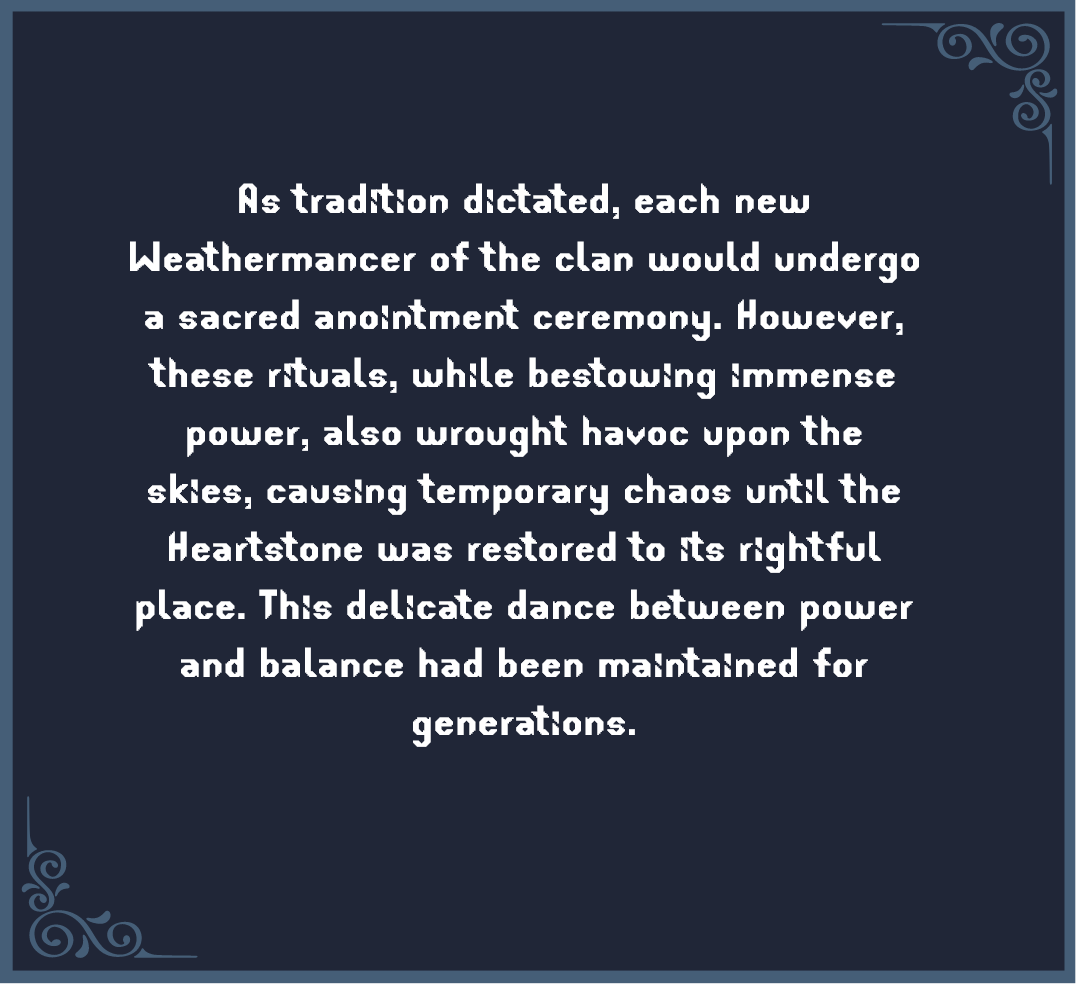 As tradition dictated, each new
Weathermancer of the clan would undergo
a sacred anointment ceremony. However,
these rituals, while bestowing immense
power, also wrought havoc upon the
skies, causing temporary chaos until the
Heartstone was restored to its rightful
place. This delicate dance between power
and balance had been maintained for
generations.